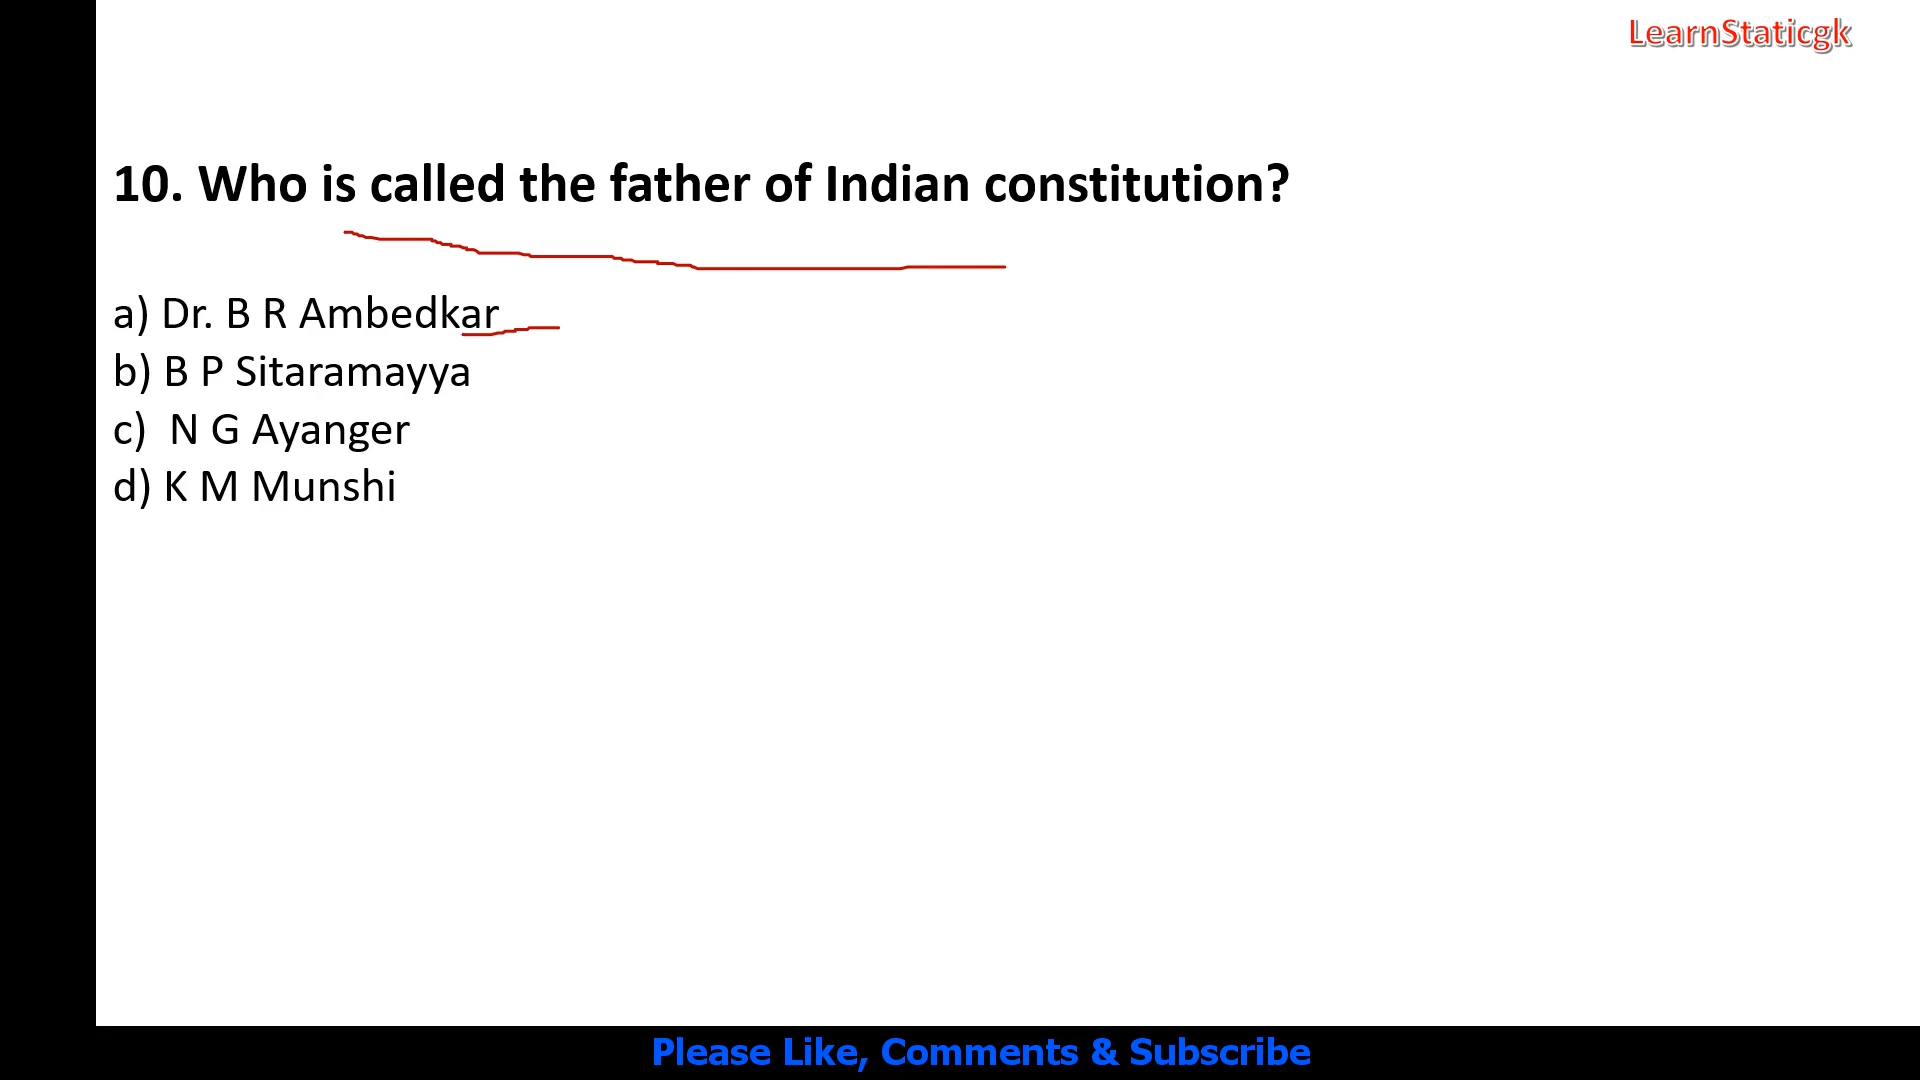 LearnStaticgk
10. Who is called the father of Indian constitution?
a) Dr. B R Ambedkar
b) B P Sitaramayya
c) N G Ayanger
d) K M Munshi
Please Like, Comments & Subscribe